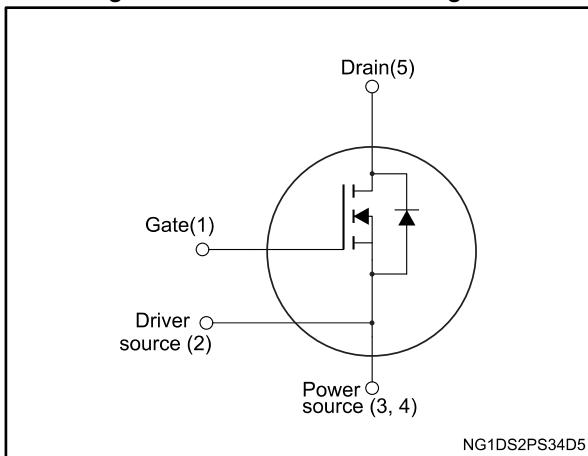 Drain(5)
Gate(1)
Driver
source (2)
Power
source (3, 4)
NG1DS2PS34D5